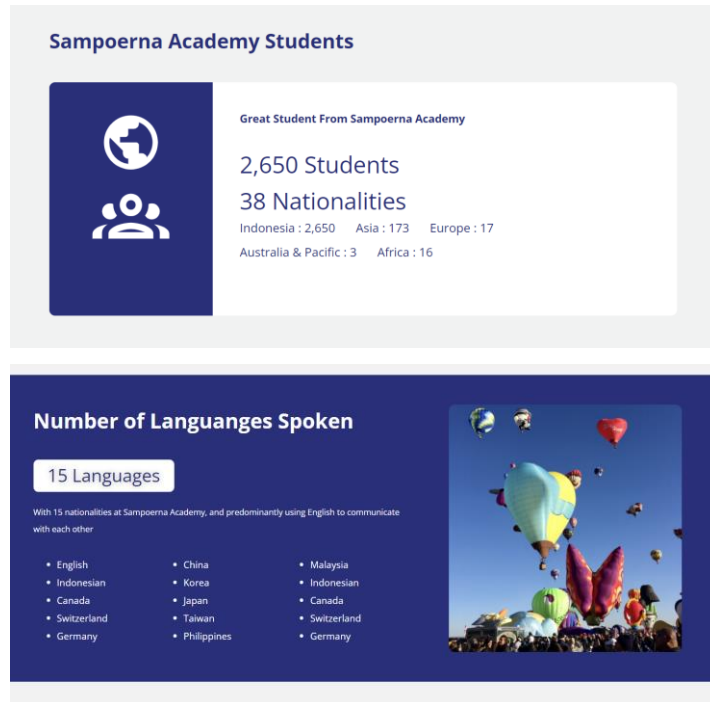 Sampoerna Academy Students
Great Student From Sampoerna Academy
2,650 Students
38 Nationalities
Indonesia : 2,650 Asia : 173 Europe : 17
Australia & Pacific : 3 Africa : 16
Number of Languanges Spoken
15 Languages
With 15 nationalities at Sampoerna Academy, and predominantly using English to communicate
with each other
• English
• Indonesian
• Canada
• Switzerland
• Germany
• China
• Korea
• Japan
• Taiwan
• Philippines
• Malaysia
• Indonesian
• Canada
• Switzerland
• Germany